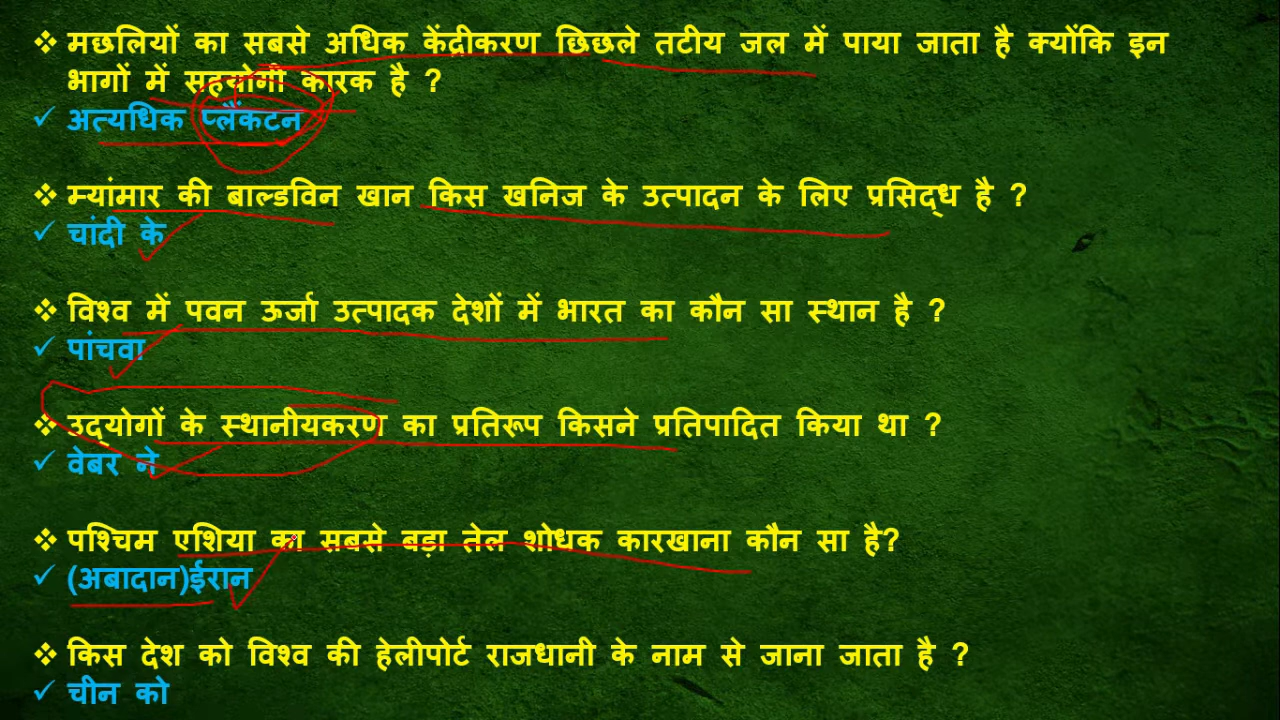 ❖ मछलियों का सबसे अधिक केंद्रीकरण छिछले तटीय जल में पाया जाता है क्योंकि इन
भागों में सहयोगी कारक है ?
✓ अत्यधिक प्लैंकटन
❖ म्यांमार की बाल्डविन खान किस खनिज के उत्पादन के लिए प्रसिद्ध है ?
✓ चांदी के
❖ विश्व में पवन ऊर्जा उत्पादक देशों में भारत का कौन सा स्थान है ?
✓ पांचवा
❖ उद्योगों के स्थानीयकरण का प्रतिरूप किसने प्रतिपादित किया था ?
✓ वेबर ने
❖ पश्चिम एशिया का सबसे बड़ा तेल शोधक कारखाना कौन सा है?
✓ (अबादान)ईरान
❖ किस देश को विश्व की हेलीपोर्ट राजधानी के नाम से जाना जाता है ?
✓ चीन को